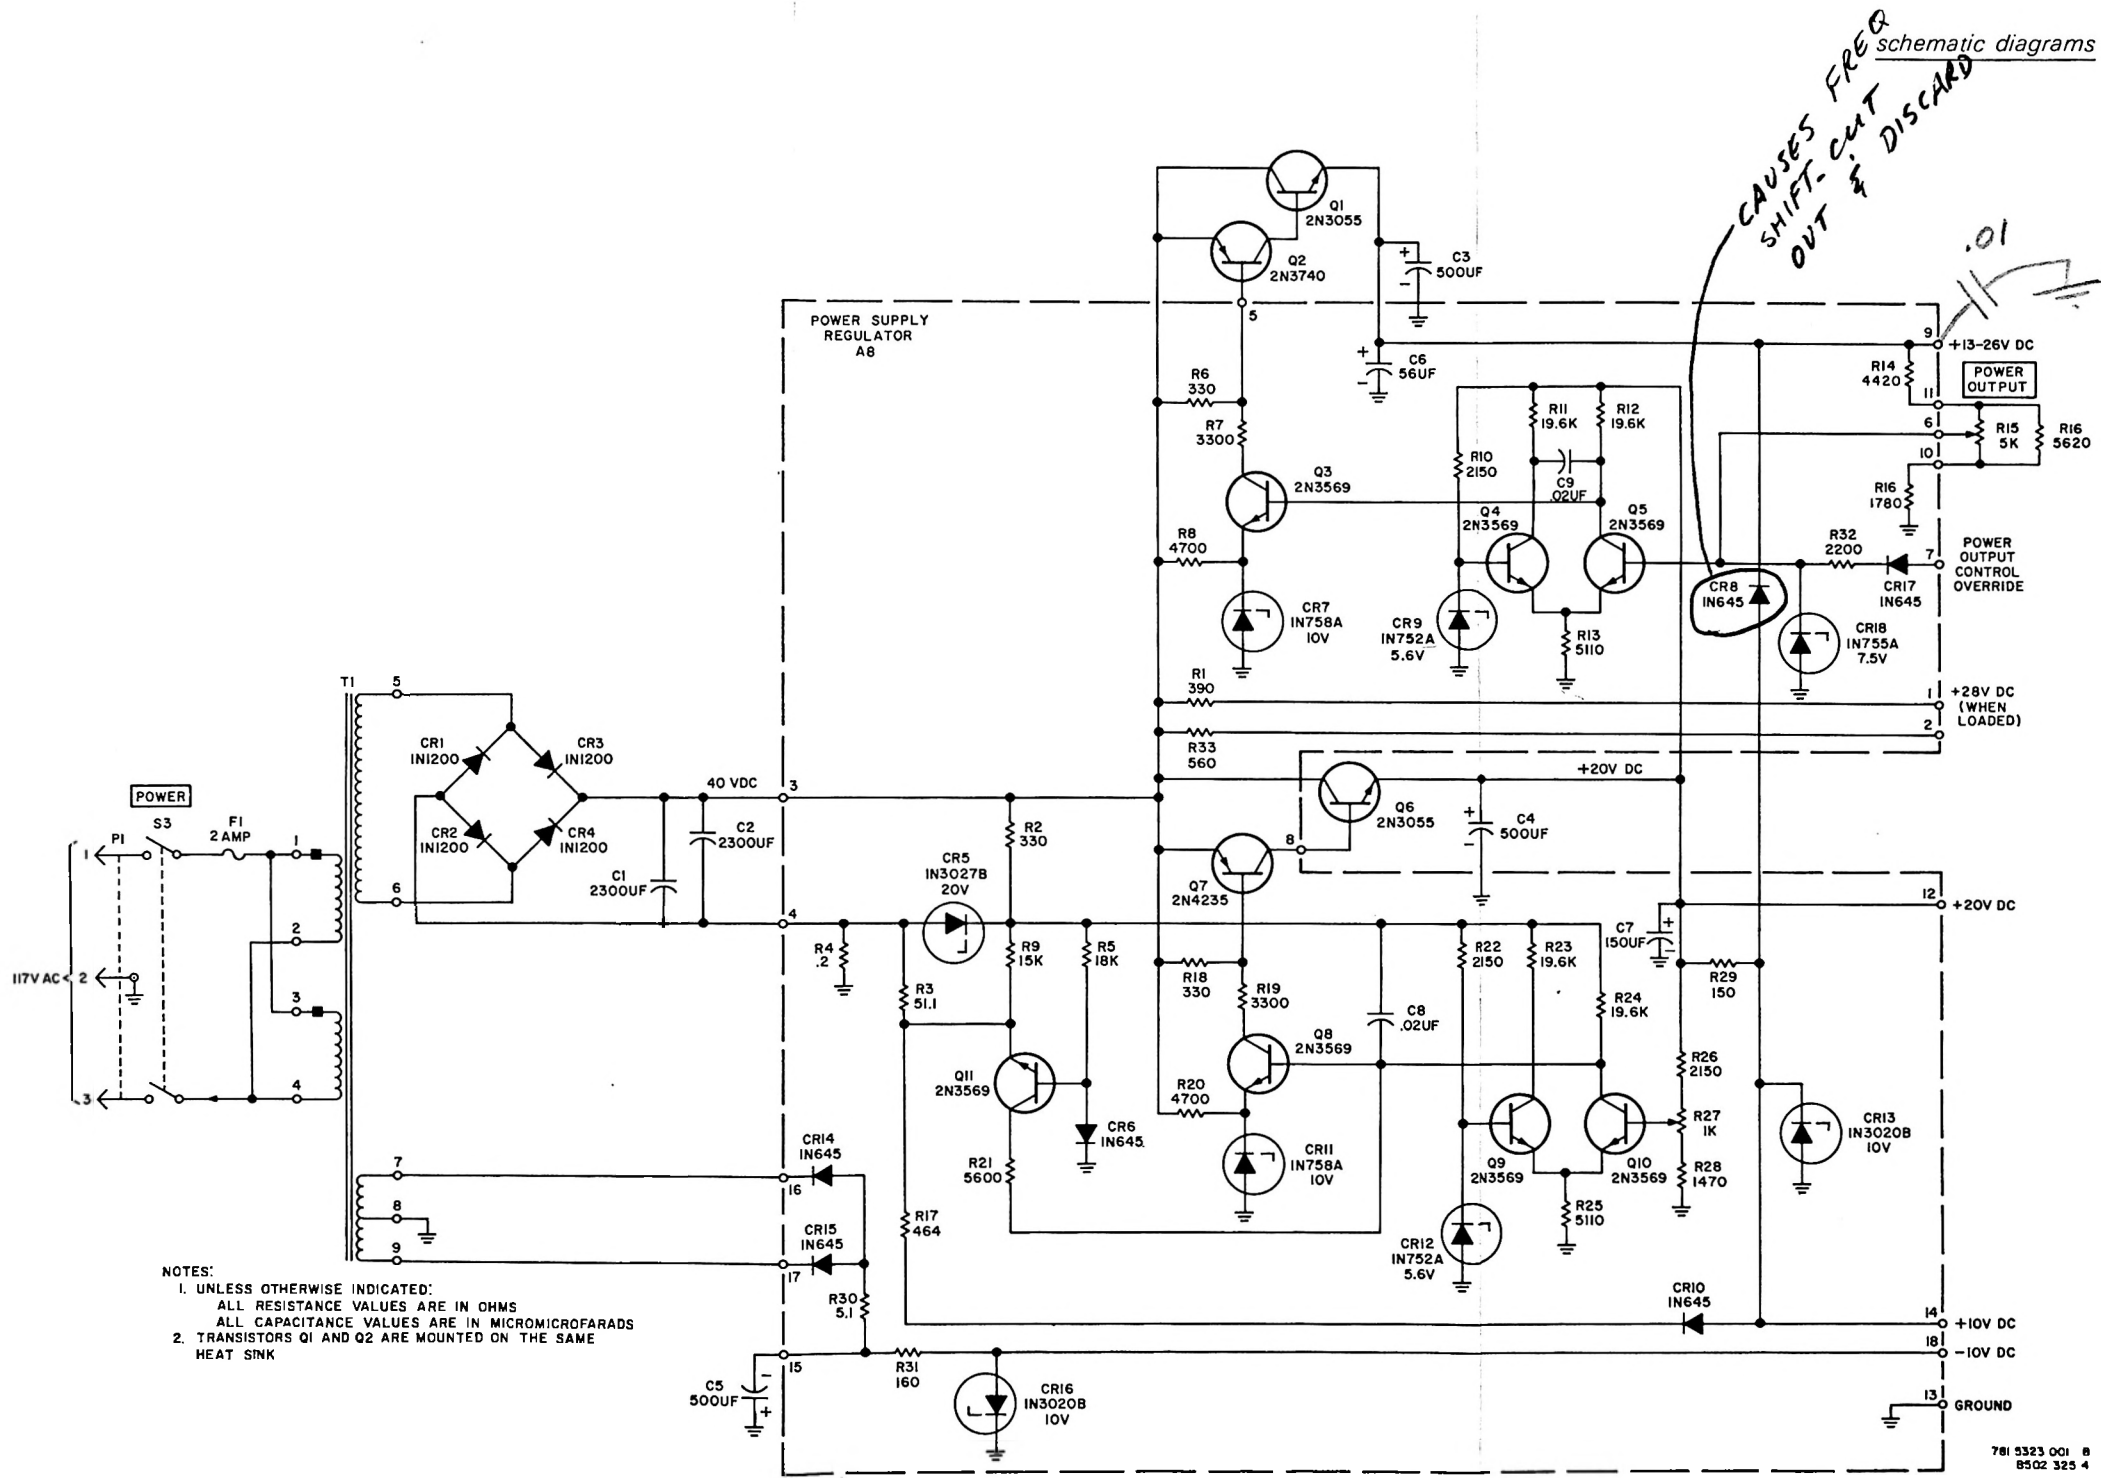 schematic diagrams
CAUSES FREQ
SHIFT- CUT
OUT & DISCARD
.01
POWER SUPPLY
REGULATOR
A8
Q1
2N3055
Q2
2N3740
5
C3
500UF
+
-
C6
56UF
+
-
9
+13-26V DC
R14
4420
POWER
OUTPUT
11
6
10
R15
5K
R16
5620
R16
1780
R6
330
R7
3300
R11
19.6K
R12
19.6K
R10
2150
C9
.02UF
Q3
2N3569
Q4
2N3569
Q5
2N3569
R8
4700
R32
2200
7
POWER
OUTPUT
CONTROL
OVERRIDE
CR17
IN645
CR8
IN645
CR7
IN758A
10V
CR9
IN752A
5.6V
R13
5110
CR18
IN755A
7.5V
R1
390
1
+28V DC
(WHEN
LOADED)
2
R33
560
T1
5
CR1
IN1200
CR3
IN1200
CR2
IN1200
CR4
IN1200
6
40 VDC
3
C2
2300UF
C1
2300UF
4
POWER
S3
F1
2 AMP
P1
1
1
2
3
4
117V AC
2
3
R2
330
CR5
IN3027B
20V
R4
.2
R3
51.1
R9
15K
R5
18K
+20V DC
Q6
2N3055
8
Q7
2N4235
C4
500UF
+
-
12
+20V DC
C7
150UF
+
-
R18
330
R19
3300
R22
2150
R23
19.6K
R24
19.6K
R29
150
C8
.02UF
Q8
2N3569
Q11
2N3569
R20
4700
CR6
IN645
R26
2150
R27
1K
R28
1470
CR13
IN3020B
10V
CR11
IN758A
10V
R21
5600
Q9
2N3569
Q10
2N3569
R25
5110
CR12
IN752A
5.6V
R17
464
7
8
9
CR14
IN645
16
CR15
IN645
17
R30
5.1
CR10
IN645
14
+10V DC
18
-10V DC
15
R31
160
C5
500UF
-
+
CR16
IN3020B
10V
13
GROUND
NOTES:
1. UNLESS OTHERWISE INDICATED:
ALL RESISTANCE VALUES ARE IN OHMS
ALL CAPACITANCE VALUES ARE IN MICROMICROFARADS
2. TRANSISTORS Q1 AND Q2 ARE MOUNTED ON THE SAME
HEAT SINK
781 5323 001 B
8502 325 4